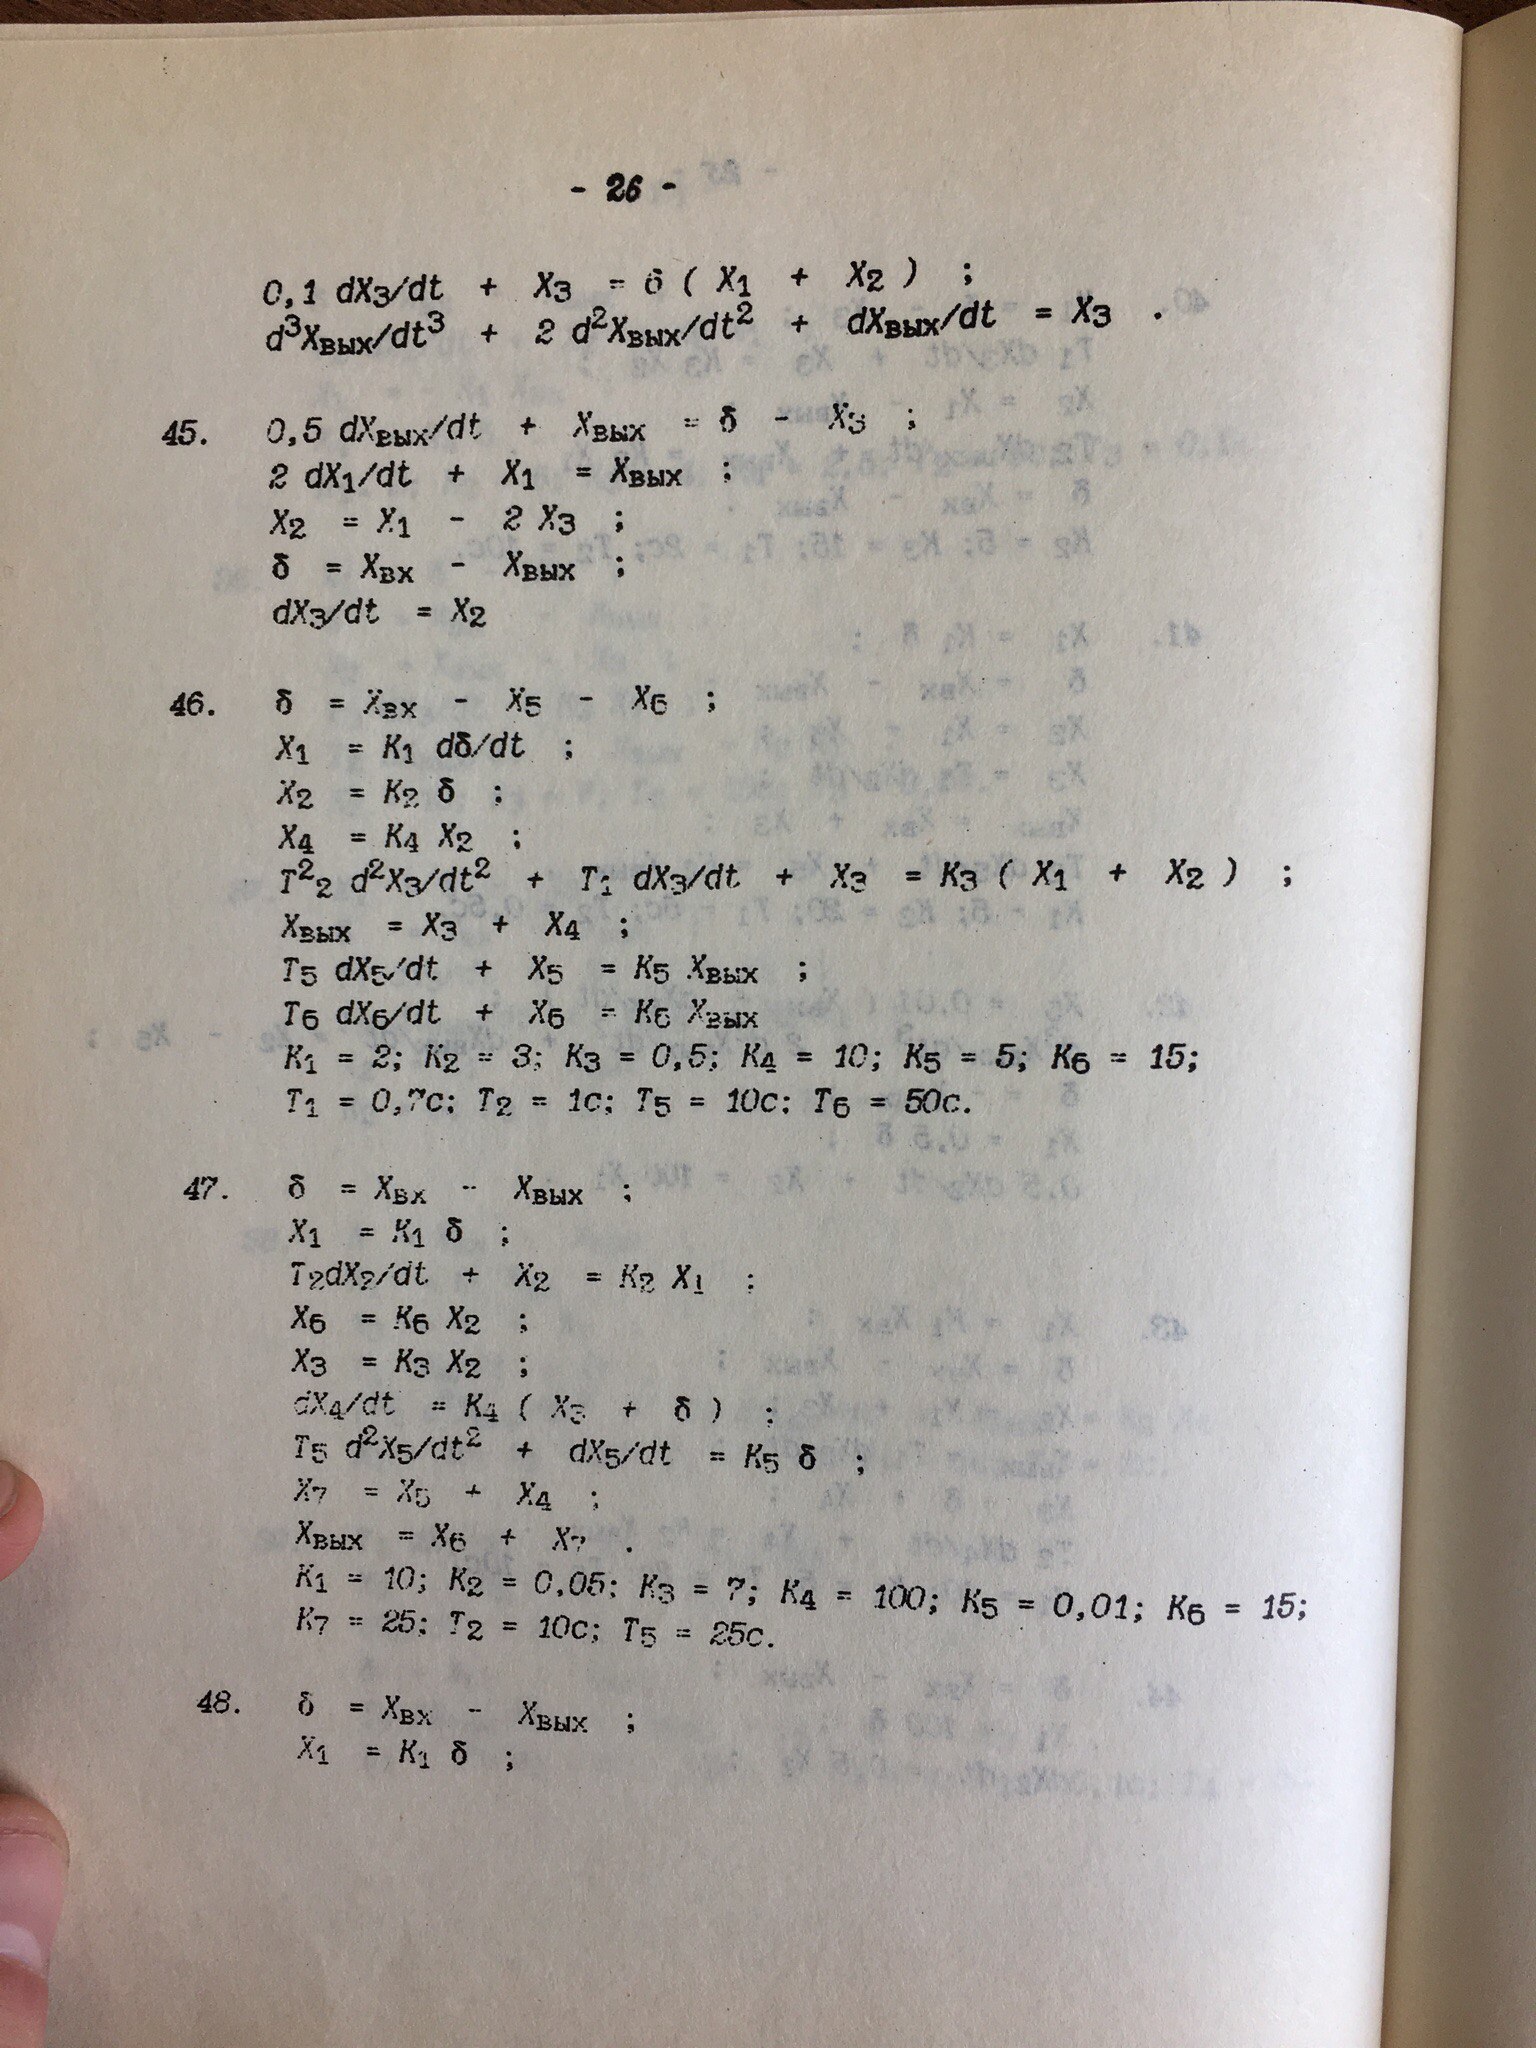 - 26 -
0,1 dX₃/dt + X₃ = 6 ( X₁ + X₂ ) ;
d³Xвых/dt³ + 2 d²Xвых/dt² + dXвых/dt = X₃ .
45. 0,5 dXвых/dt + Xвых = δ - X₃ ;
2 dX₁/dt + X₁ = Xвых ;
X₂ = X₁ - 2 X₃ ;
δ = Xвх - Xвых ;
dX₃/dt = X₂
46. δ = Xвх - X₅ - X₆ ;
X₁ = K₁ dδ/dt ;
X₂ = K₂ δ ;
X₄ = K₄ X₂ ;
T²₂ d²X₃/dt² + T₁ dX₃/dt + X₃ = K₃ ( X₁ + X₂ ) ;
Xвых = X₃ + X₄ ;
T₅ dX₅/dt + X₅ = K₅ Xвых ;
T₆ dX₆/dt + X₆ = K₆ Xвых
K₁ = 2; K₂ = 3; K₃ = 0,5; K₄ = 10; K₅ = 5; K₆ = 15;
T₁ = 0,7c; T₂ = 1c; T₅ = 10c; T₆ = 50c.
47. δ = Xвх - Xвых ;
X₁ = K₁ δ ;
T₂dX₂/dt + X₂ = K₂ X₁ ;
X₆ = K₆ X₂ ;
X₃ = K₃ X₂ ;
dX₄/dt = K₄ ( X₃ + δ ) ;
T₅ d²X₅/dt² + dX₅/dt = K₅ δ ;
X₇ = X₅ + X₄ ;
Xвых = X₆ + X₇ .
K₁ = 10; K₂ = 0,05; K₃ = 7; K₄ = 100; K₅ = 0,01; K₆ = 15;
K₇ = 25; T₂ = 10c; T₅ = 25c.
48. δ = Xвх - Xвых ;
X₁ = K₁ δ ;